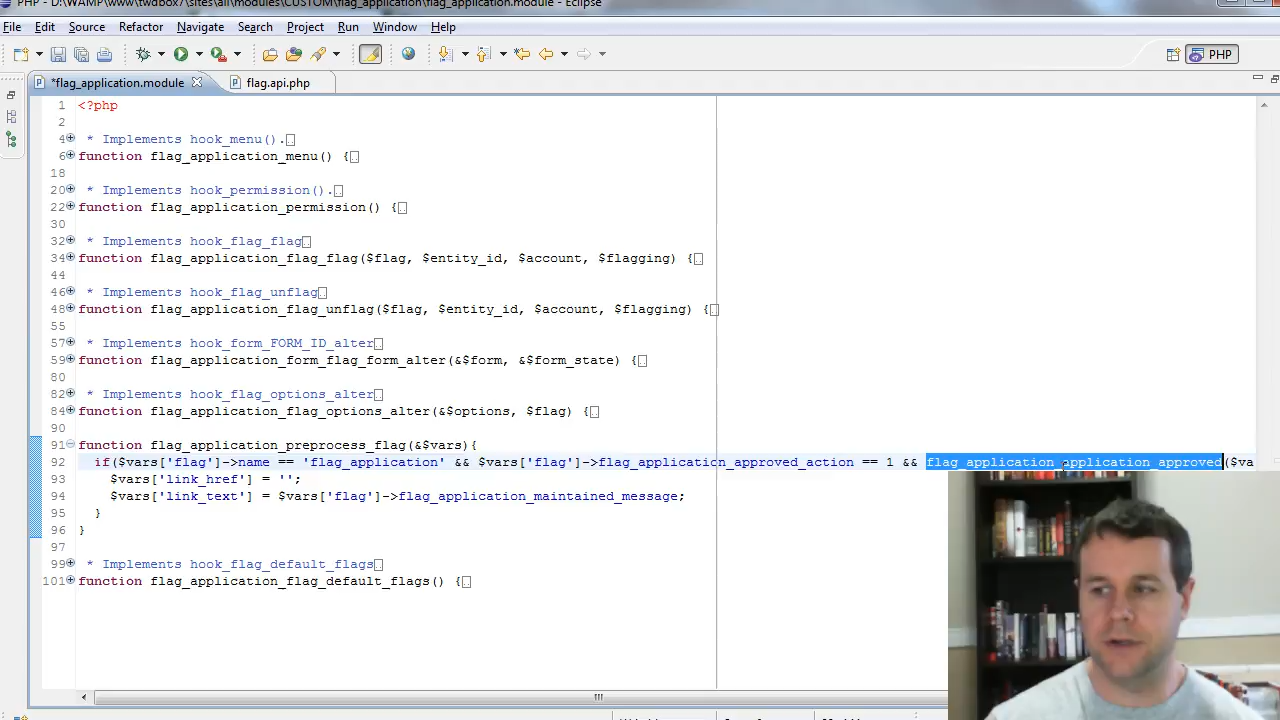 PHP - D:\WAMP\www\twdbox7\sites\all\modules\CUSTOM\flag_application\flag_application.module - Eclipse
File Edit Source Refactor Navigate Search Project Run Window Help
PHP
*flag_application.module flag.api.php
1 <?php
2
4 * Implements hook_menu().
6 function flag_application_menu() {
18
20 * Implements hook_permission().
22 function flag_application_permission() {
30
32 * Implements hook_flag_flag
34 function flag_application_flag_flag($flag, $entity_id, $account, $flagging) {
44
46 * Implements hook_flag_unflag
48 function flag_application_flag_unflag($flag, $entity_id, $account, $flagging) {
55
57 * Implements hook_form_FORM_ID_alter
59 function flag_application_form_flag_form_alter(&$form, &$form_state) {
80
82 * Implements hook_flag_options_alter
84 function flag_application_flag_options_alter(&$options, $flag) {
90
91 function flag_application_preprocess_flag(&$vars){
92 if($vars['flag']->name == 'flag_application' && $vars['flag']->flag_application_approved_action == 1 && flag_application_application_approved($va
93 $vars['link_href'] = '';
94 $vars['link_text'] = $vars['flag']->flag_application_maintained_message;
95 }
96 }
97
99 * Implements hook_flag_default_flags
101 function flag_application_flag_default_flags() {